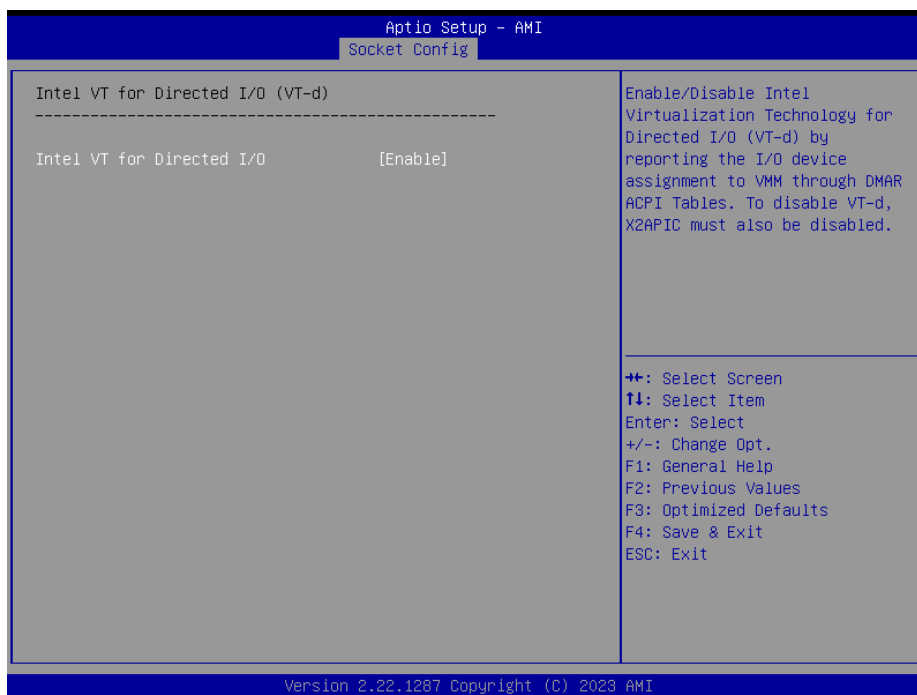 Aptio Setup - AMI
Socket Config
Intel VT for Directed I/O (VT-d)
--------------------------------------------------
Intel VT for Directed I/O [Enable]
Enable/Disable Intel
Virtualization Technology for
Directed I/O (VT-d) by
reporting the I/O device
assignment to VMM through DMAR
ACPI Tables. To disable VT-d,
X2APIC must also be disabled.
→←: Select Screen
↑↓: Select Item
Enter: Select
+/-: Change Opt.
F1: General Help
F2: Previous Values
F3: Optimized Defaults
F4: Save & Exit
ESC: Exit
Version 2.22.1287 Copyright (C) 2023 AMI